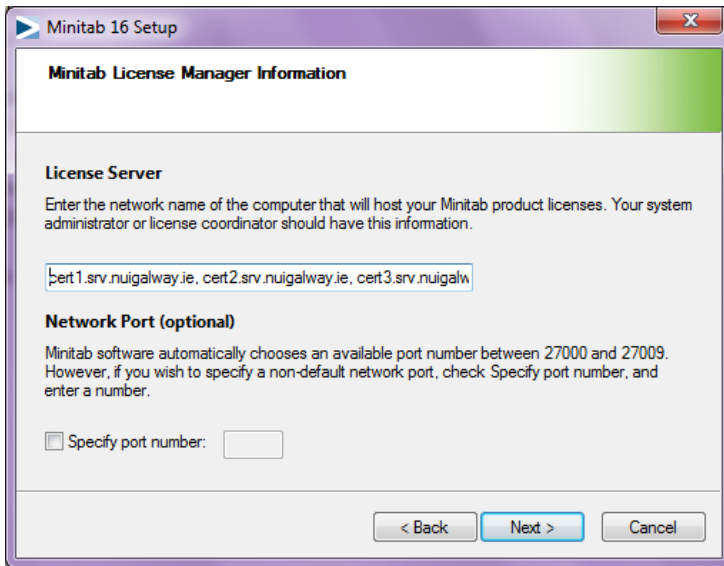 Minitab 16 Setup
Minitab License Manager Information
License Server
Enter the network name of the computer that will host your Minitab product licenses. Your system
administrator or license coordinator should have this information.
cert1.srv.nuigalway.ie, cert2.srv.nuigalway.ie, cert3.srv.nuigalw
Network Port (optional)
Minitab software automatically chooses an available port number between 27000 and 27009.
However, if you wish to specify a non-default network port, check Specify port number, and
enter a number.
Specify port number:
< Back Next > Cancel